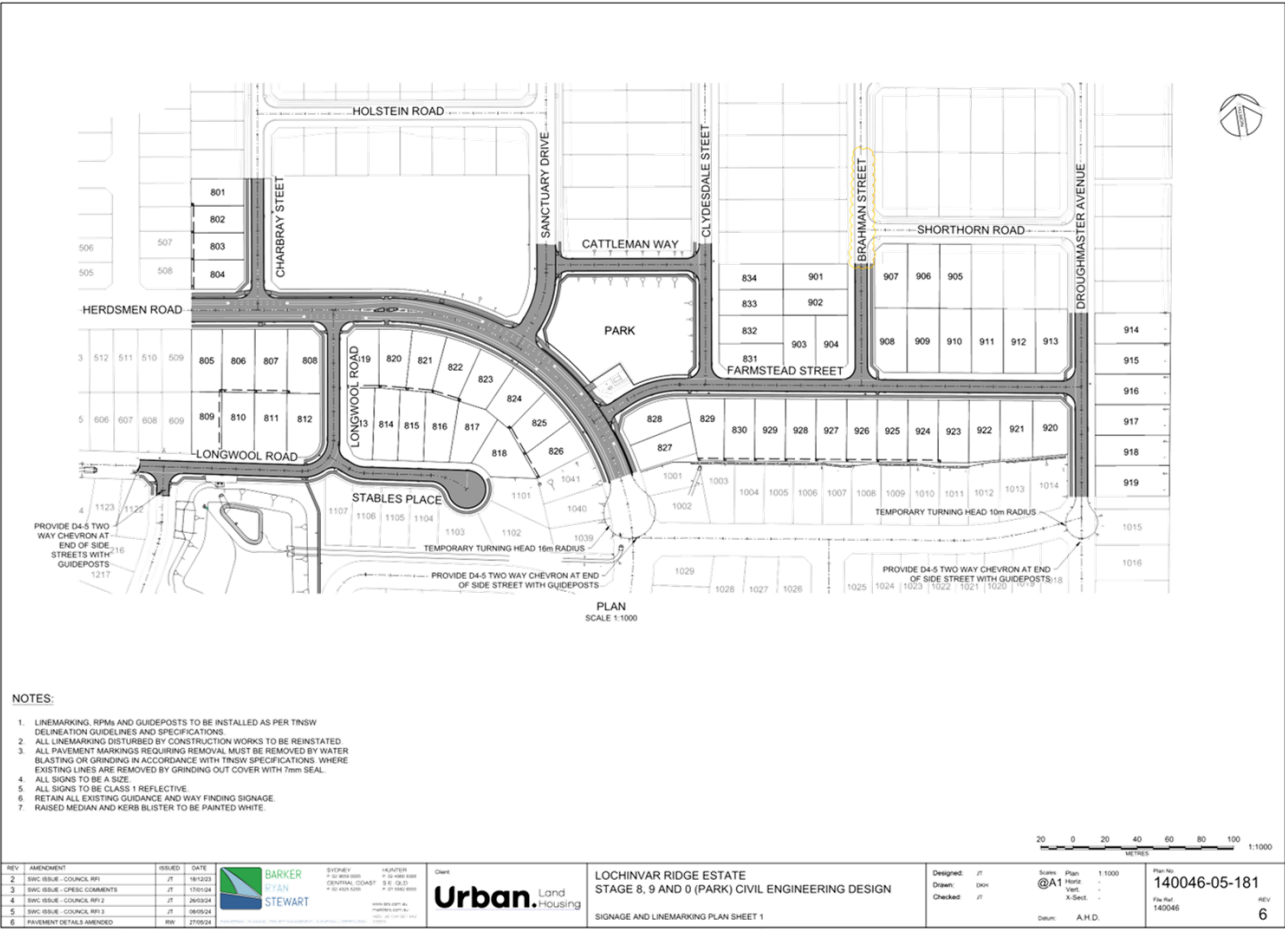 HOLSTEIN ROAD
SANCTUARY DRIVE
CLYDESDALE STEET
BRAHMAN STREET
DROUGHMASTER AVENUE
CHARBRAY STEET
SHORTHORN ROAD
CATTLEMAN WAY
HERDSMEN ROAD
PARK
FARMSTEAD STREET
LONGWOOL ROAD
LONGWOOL ROAD
STABLES PLACE
801
802
803
804
506
507
505
508
834
901
833
902
832
831
903
904
907
906
905
908
909
910
911
912
913
914
915
916
917
918
919
3
512
511
510
509
805
806
807
808
820
821
822
823
824
825
826
5
606
607
608
609
809
810
811
812
814
815
816
817
818
828
827
829
830
929
928
927
926
925
924
923
922
921
920
1041
1040
1039
1001
1002
1003
1004
1005
1006
1007
1008
1009
1010
1011
1012
1013
1014
1015
1016
1101
1102
1103
1104
1105
1106
1107
4
1123
1122
1217
1029
1028
1027
1026
1025
1024
1023
1022
1021
1020
PROVIDE D4-5 TWO
WAY CHEVRON AT
END OF SIDE
STREETS WITH
GUIDEPOSTS
TEMPORARY TURNING HEAD 16m RADIUS
PROVIDE D4-5 TWO WAY CHEVRON AT END
OF SIDE STREET WITH GUIDEPOSTS
TEMPORARY TURNING HEAD 10m RADIUS
PROVIDE D4-5 TWO WAY CHEVRON AT END
OF SIDE STREET WITH GUIDEPOSTS
PLAN
SCALE 1:1000
NOTES:
1. LINEMARKING, RPMs AND GUIDEPOSTS TO BE INSTALLED AS PER TfNSW
DELINEATION GUIDELINES AND SPECIFICATIONS.
2. ALL LINEMARKING DISTURBED BY CONSTRUCTION WORKS TO BE REINSTATED.
3. ALL PAVEMENT MARKINGS REQUIRING REMOVAL MUST BE REMOVED BY WATER
BLASTING OR GRINDING IN ACCORDANCE WITH TfNSW SPECIFICATIONS. WHERE
EXISTING LINES ARE REMOVED BY GRINDING OUT COVER WITH 7mm SEAL.
4. ALL SIGNS TO BE A SIZE.
5. ALL SIGNS TO BE CLASS 1 REFLECTIVE.
6. RETAIN ALL EXISTING GUIDANCE AND WAY FINDING SIGNAGE.
7. RAISED MEDIAN AND KERB BLISTER TO BE PAINTED WHITE.
20 0 20 40 60 80 100
METRES
1:1000
REV AMENDMENT ISSUED DATE
2 SWC ISSUE - COUNCIL RFI JT 18/12/23
3 SWC ISSUE - CPESC COMMENTS JT 17/01/24
4 SWC ISSUE - COUNCIL RFI 2 JT 26/03/24
5 SWC ISSUE - COUNCIL RFI 3 JT 08/05/24
6 PAVEMENT DETAILS AMENDED RW 27/05/24
BARKER
RYAN
STEWART
SYDNEY
HUNTER
CENTRAL COAST
S.E. QLD
Client
Urban. Land Housing
LOCHINVAR RIDGE ESTATE
STAGE 8, 9 AND 0 (PARK) CIVIL ENGINEERING DESIGN
SIGNAGE AND LINEMARKING PLAN SHEET 1
Designed: JT
Drawn: DKH
Checked: JT
Scales
@A1
Plan 1:1000
Horiz -
Vert. -
X-Sect. -
Datum: A.H.D.
Plan No
140046-05-181
File Ref
140046
REV
6